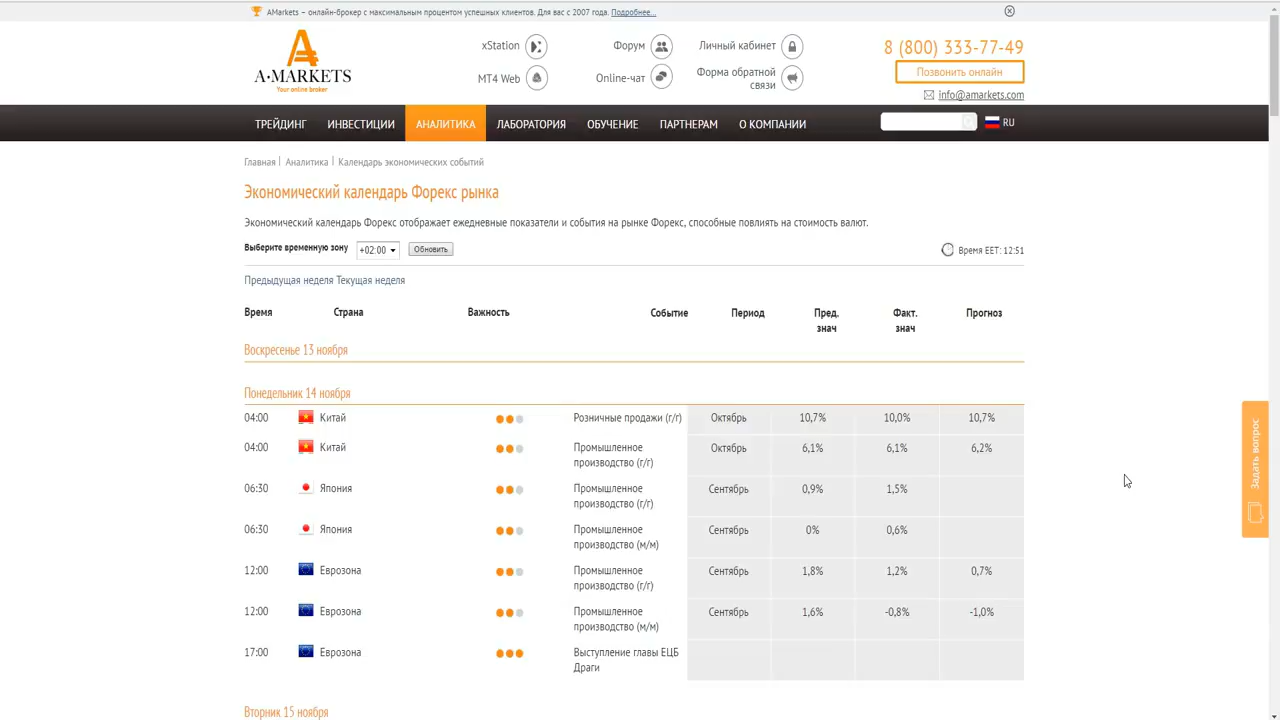 AMarkets – онлайн-брокер с максимальным процентом успешных клиентов. Для вас с 2007 года. Подробнее...
A·MARKETS
Your online broker
xStation
Форум
Личный кабинет
MT4 Web
Online-чат
Форма обратной
связи
8 (800) 333-77-49
Позвонить онлайн
info@amarkets.com
ТРЕЙДИНГ ИНВЕСТИЦИИ АНАЛИТИКА ЛАБОРАТОРИЯ ОБУЧЕНИЕ ПАРТНЕРАМ О КОМПАНИИ RU
Главная | Аналитика | Календарь экономических событий
Экономический календарь Форекс рынка
Экономический календарь Форекс отображает ежедневные показатели и события на рынке Форекс, способные повлиять на стоимость валют.
Выберите временную зону +02:00 Обновить Время EET: 12:51
Предыдущая неделя Текущая неделя
Время Страна Важность Событие Период Пред. Факт. Прогноз
знач знач
Воскресенье 13 ноября
Понедельник 14 ноября
04:00 Китай Розничные продажи (г/г) Октябрь 10,7% 10,0% 10,7%
04:00 Китай Промышленное Октябрь 6,1% 6,1% 6,2%
производство (г/г)
06:30 Япония Промышленное Сентябрь 0,9% 1,5%
производство (г/г)
06:30 Япония Промышленное Сентябрь 0% 0,6%
производство (м/м)
12:00 Еврозона Промышленное Сентябрь 1,8% 1,2% 0,7%
производство (г/г)
12:00 Еврозона Промышленное Сентябрь 1,6% -0,8% -1,0%
производство (м/м)
17:00 Еврозона Выступление главы ЕЦБ
Драги
Вторник 15 ноября
Задать вопрос